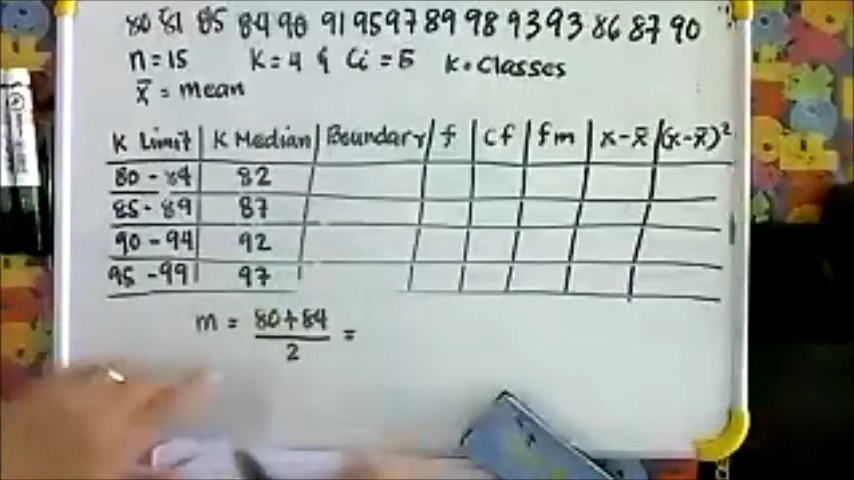 80 81 85 84 90 91 95 97 89 98 93 93 86 87 90
n = 15 K = 4 & Ci = 5 K = Classes
x̄ = mean
K Limit K Median Boundary f Cf fm x-x̄ (x-x̄)²
80 - 84 82
85 - 89 87
90 - 94 92
95 - 99 97
m = 80+84 / 2 =